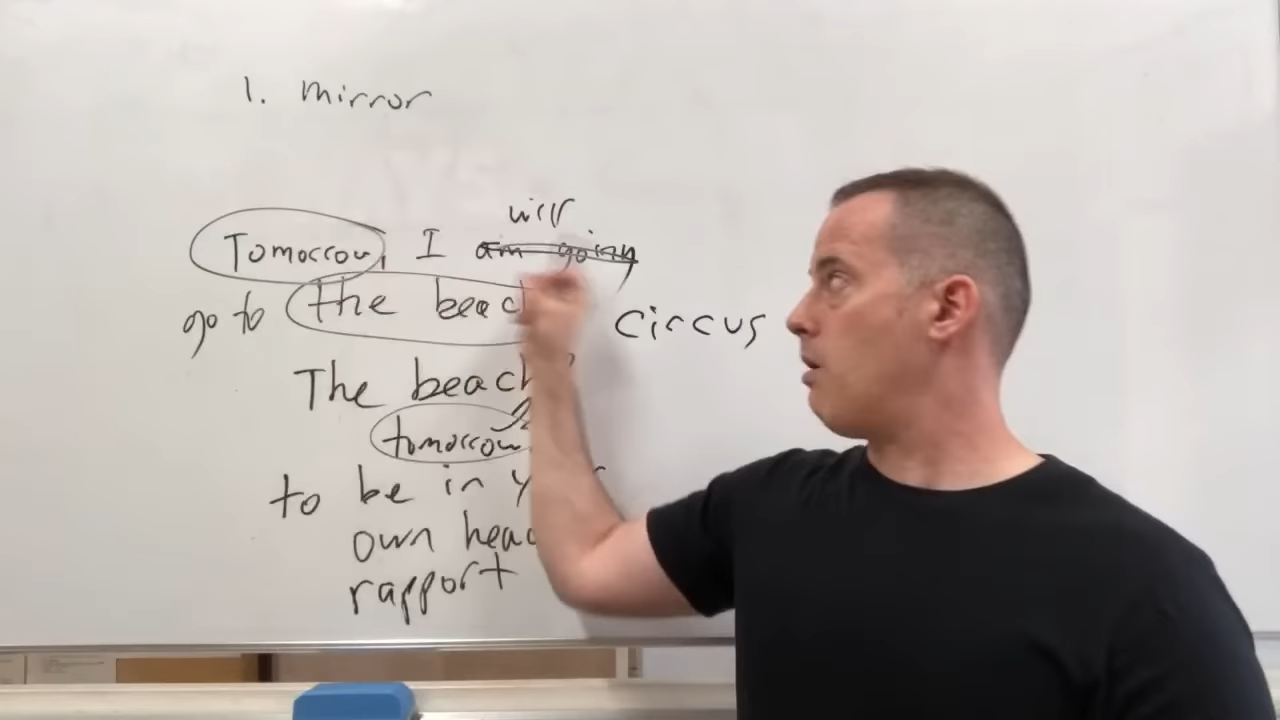 1. mirror
will
Tomorrow, I am going
go to the beach circus
The beach?
tomorrow
to be in
own head
rapport